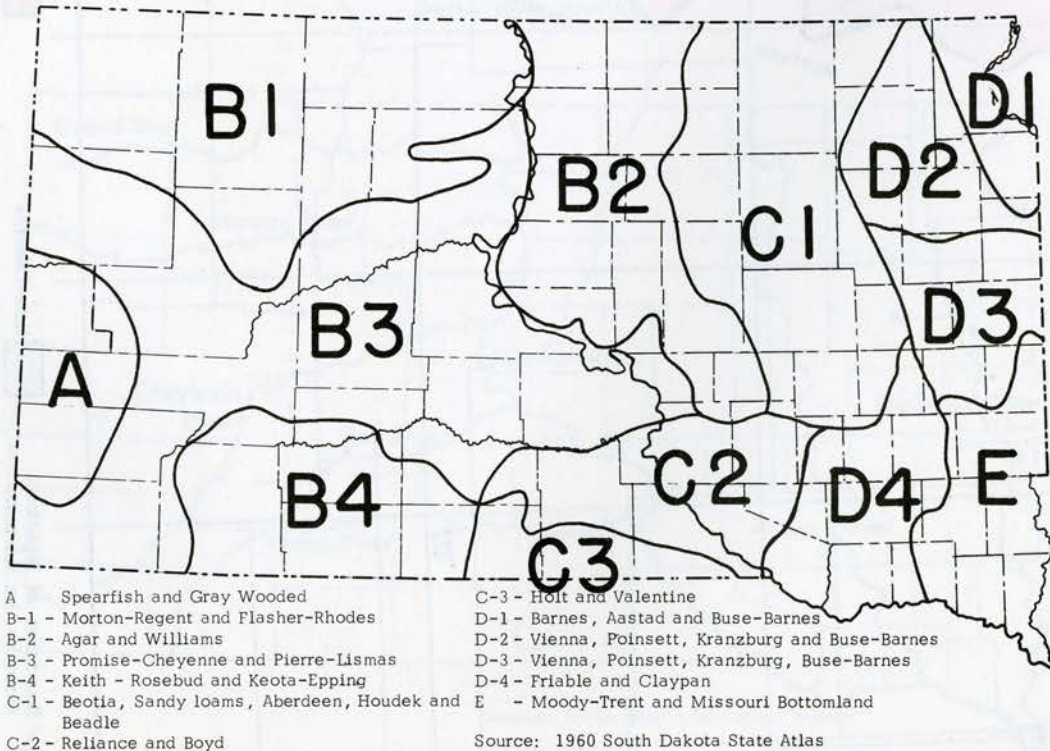 B1
D1
B2
D2
C1
B3
D3
A
B4
C2
D4
E
C3
A Spearfish and Gray Wooded
B-1 - Morton-Regent and Flasher-Rhodes
B-2 - Agar and Williams
B-3 - Promise-Cheyenne and Pierre-Lismas
B-4 - Keith - Rosebud and Keota-Epping
C-1 - Beotia, Sandy loams, Aberdeen, Houdek and
Beadle
C-2 - Reliance and Boyd
C-3 - Holt and Valentine
D-1 - Barnes, Aastad and Buse-Barnes
D-2 - Vienna, Poinsett, Kranzburg and Buse-Barnes
D-3 - Vienna, Poinsett, Kranzburg, Buse-Barnes
D-4 - Friable and Claypan
E - Moody-Trent and Missouri Bottomland
Source: 1960 South Dakota State Atlas